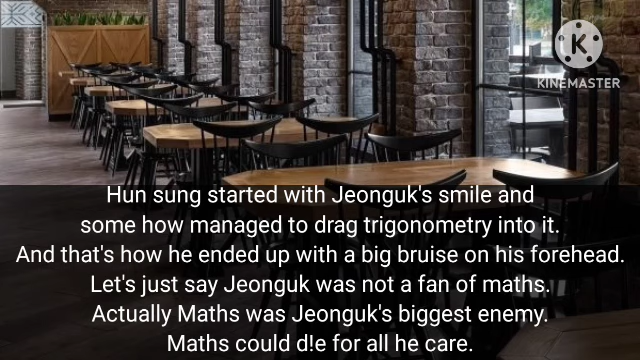 KINEMASTER
Hun sung started with Jeonguk's smile and
some how managed to drag trigonometry into it.
And that's how he ended up with a big bruise on his forehead.
Let's just say Jeonguk was not a fan of maths.
Actually Maths was Jeonguk's biggest enemy.
Maths could d!e for all he care.